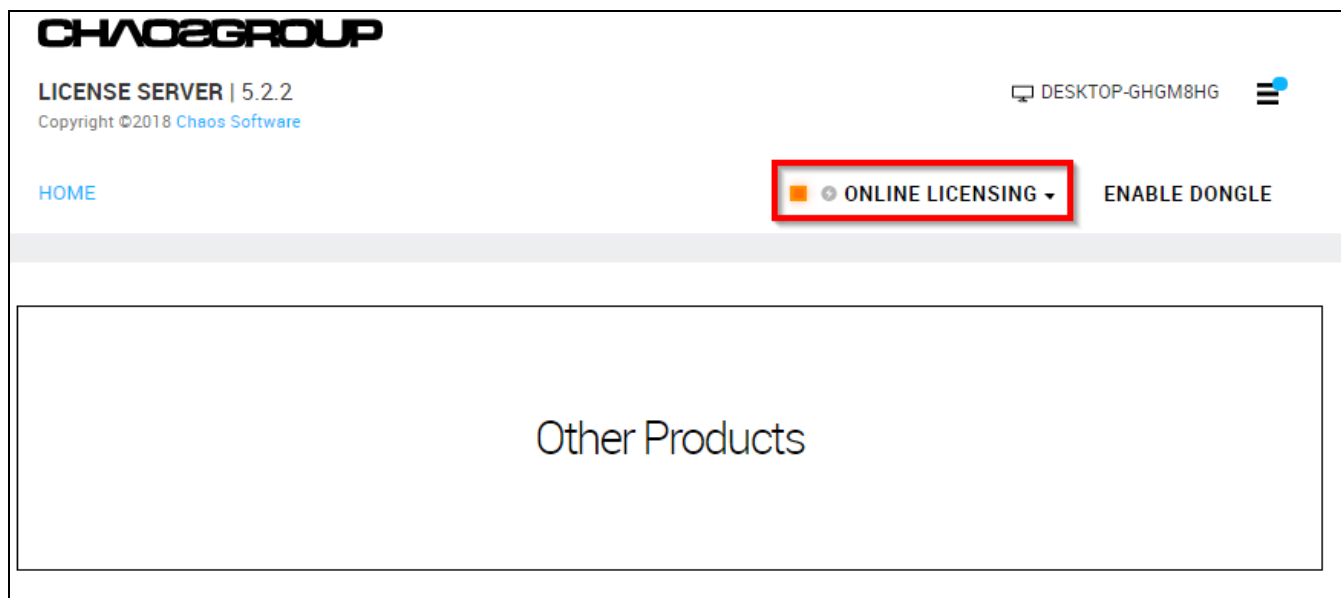 CHAOSGROUP
LICENSE SERVER | 5.2.2
DESKTOP-GHGM8HG
Copyright ©2018 Chaos Software
HOME
ONLINE LICENSING
ENABLE DONGLE
Other Products